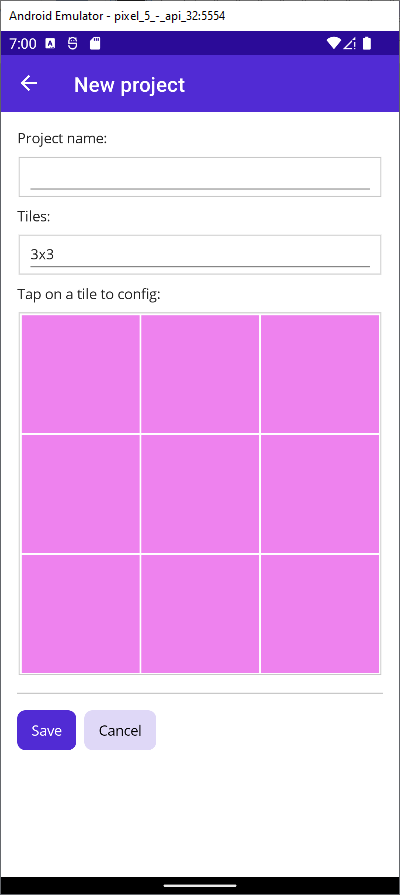 Android Emulator - pixel_5_-_api_32:5554
7:00
New project
Project name:
Tiles:
3x3
Tap on a tile to config:
Save
Cancel